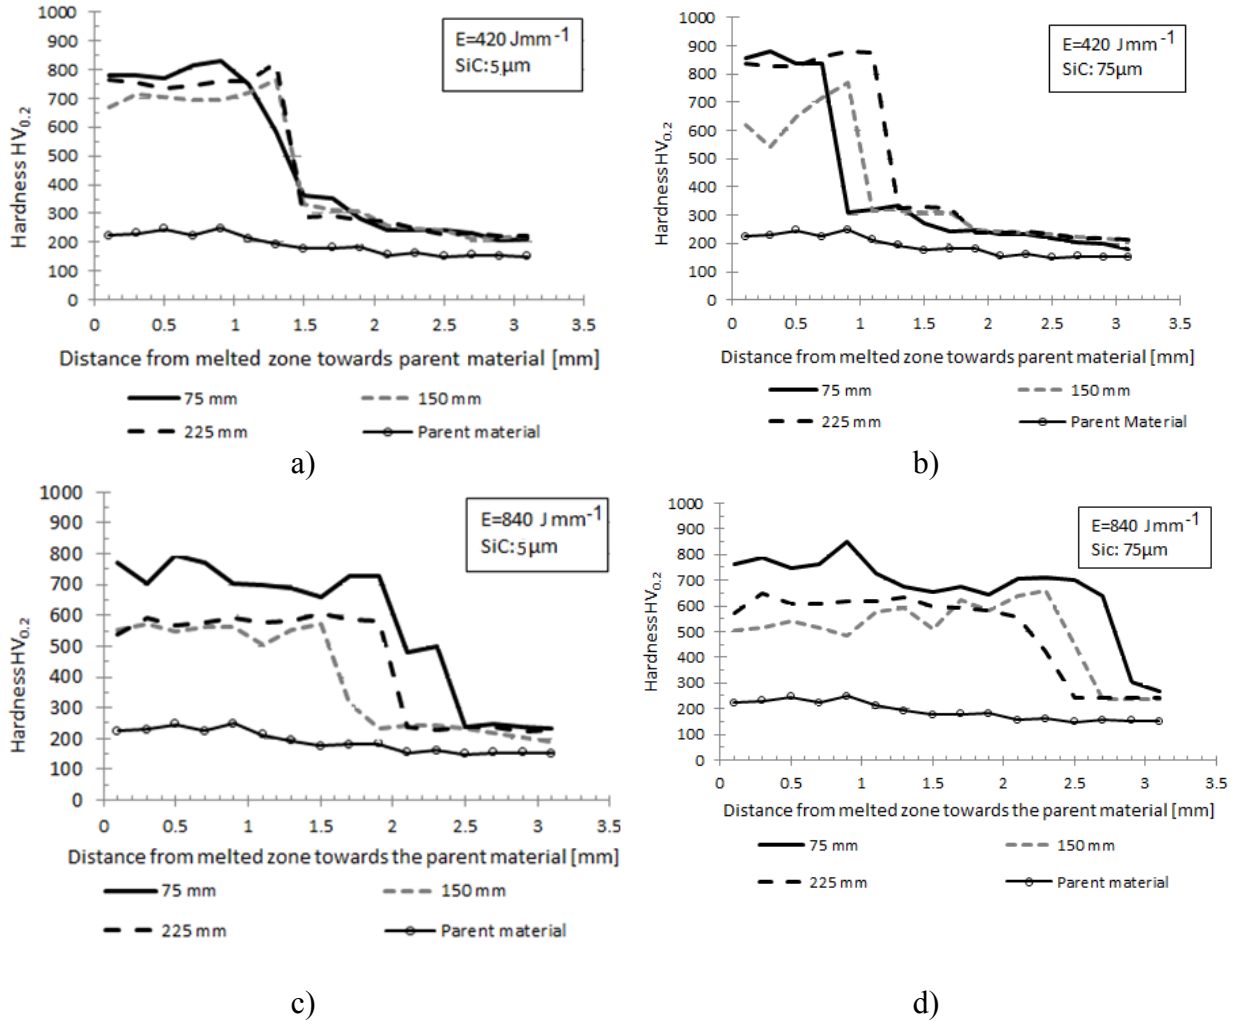 1000
900
800
700
600
500
400
300
200
100
0
Hardness HV0.2
E=420 Jmm-1
SiC:5µm
0 0.5 1 1.5 2 2.5 3 3.5
Distance from melted zone towards parent material [mm]
75 mm 150 mm
225 mm Parent material
a)
1000
900
800
700
600
500
400
300
200
100
0
Hardness HV0.2
E=420 Jmm-1
SiC: 75µm
0 0.5 1 1.5 2 2.5 3 3.5
Distance from melted zone towards parent material [mm]
75 mm 150 mm
225 mm Parent Material
b)
1000
900
800
700
600
500
400
300
200
100
0
Hardness HV0.2
E=840 Jmm-1
SiC:5µm
0 0.5 1 1.5 2 2.5 3 3.5
Distance from melted zone towards the parent material [mm]
75 mm 150 mm
225 mm Parent material
c)
1000
900
800
700
600
500
400
300
200
100
0
Hardness HV0.2
E=840 Jmm-1
Sic: 75µm
0 0.5 1 1.5 2 2.5 3 3.5
Distance from melted zone towards the parent material [mm]
75 mm 150 mm
225 mm Parent material
d)